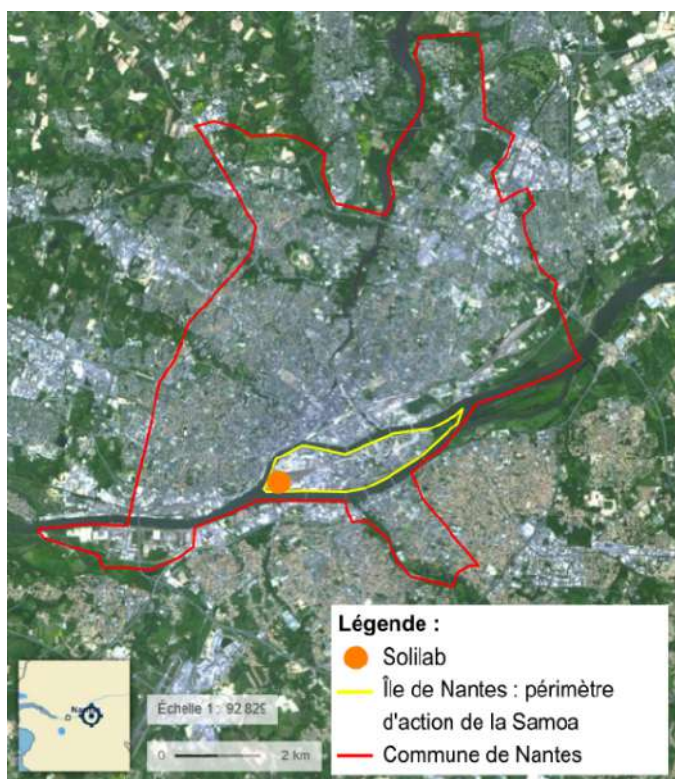 Légende :
Solilab
Île de Nantes : périmètre
d'action de la Samoa
Commune de Nantes
Échelle 1 : 92 829
0
2 km